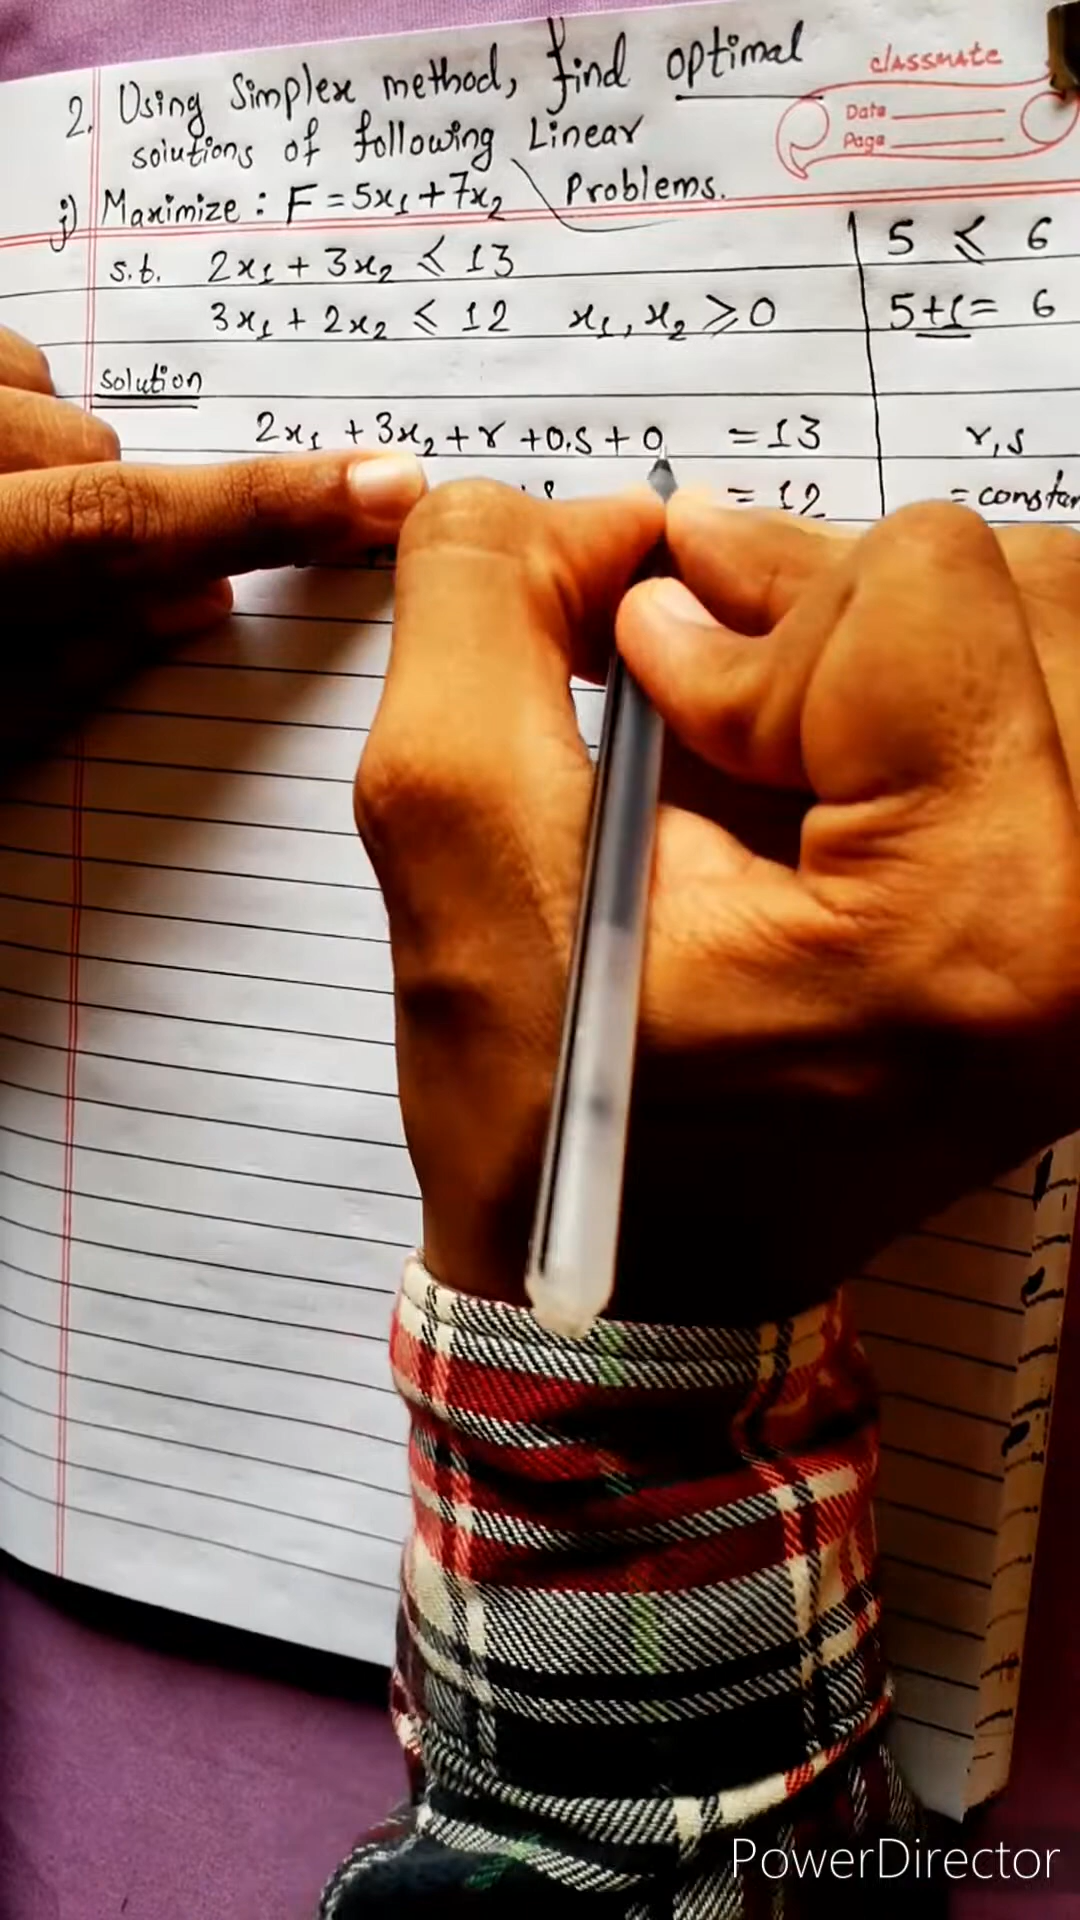 classmate
Date
Page
2. Using Simplex method, find optimal
solutions of following Linear
Problems.
i) Maximize : F = 5x₁ + 7x₂
s.t. 2x₁ + 3x₂ ≤ 13
3x₁ + 2x₂ ≤ 12 x₁, x₂ ≥ 0
5 ≤ 6
5+1 = 6
Solution
2x₁ + 3x₂ + r + 0.s + 0 = 13
r, s
= 12
= constan
PowerDirector